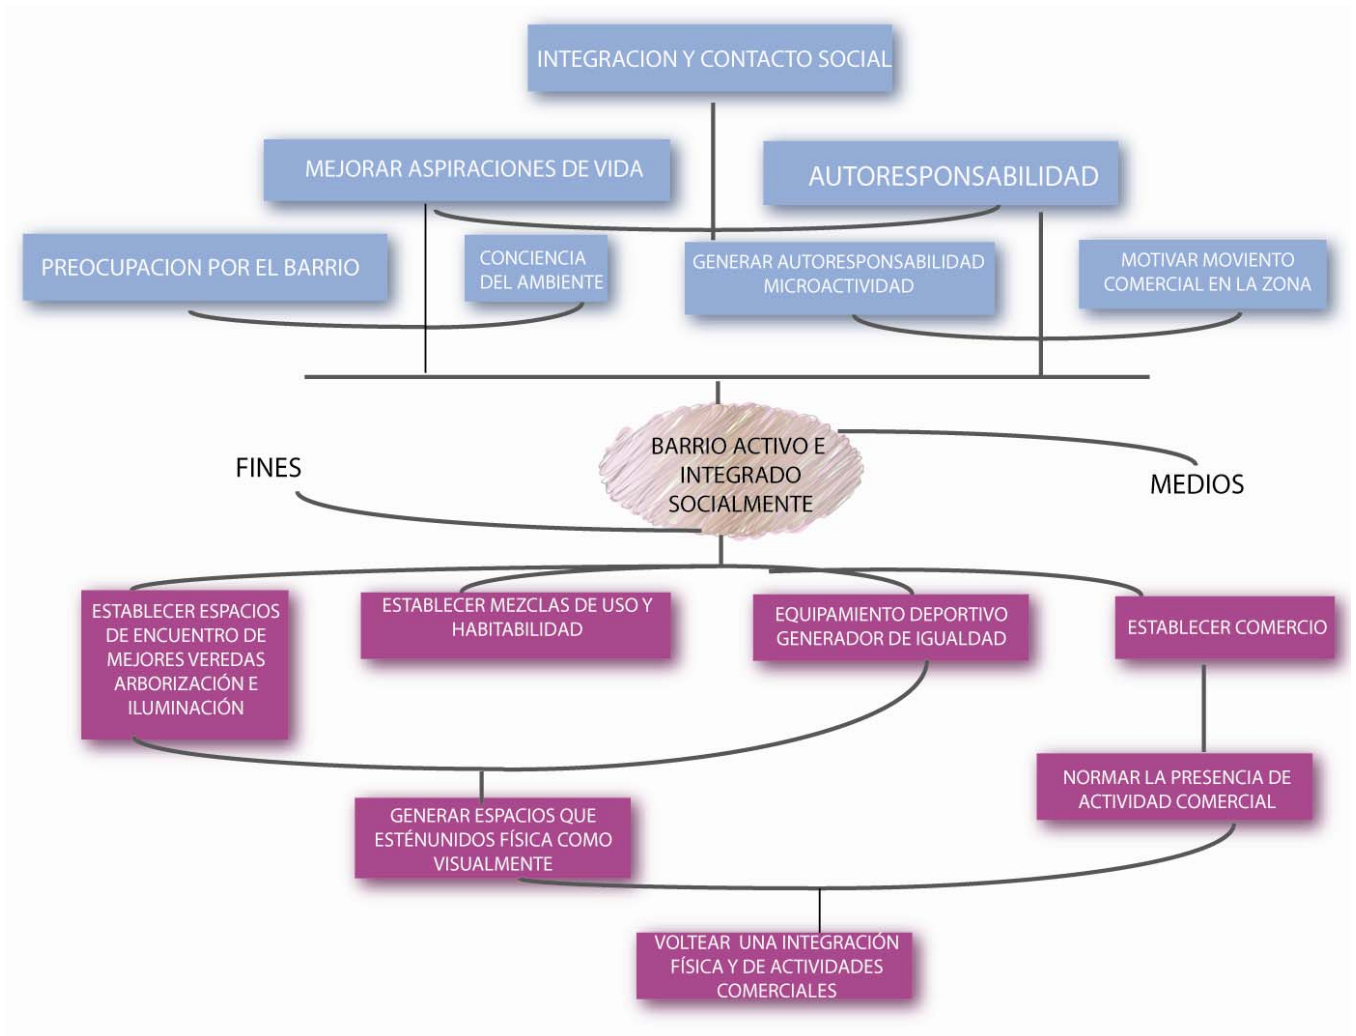 INTEGRACION Y CONTACTO SOCIAL
MEJORAR ASPIRACIONES DE VIDA
AUTORESPONSABILIDAD
PREOCUPACION POR EL BARRIO
CONCIENCIA
DEL AMBIENTE
GENERAR AUTORESPONSABILIDAD
MICROACTIVIDAD
MOTIVAR MOVIENTO
COMERCIAL EN LA ZONA
FINES
BARRIO ACTIVO E
INTEGRADO
SOCIALMENTE
MEDIOS
ESTABLECER ESPACIOS
DE ENCUENTRO DE
MEJORES VEREDAS
ARBORIZACIÓN E
ILUMINACIÓN
ESTABLECER MEZCLAS DE USO Y
HABITABILIDAD
EQUIPAMIENTO DEPORTIVO
GENERADOR DE IGUALDAD
ESTABLECER COMERCIO
NORMAR LA PRESENCIA DE
ACTIVIDAD COMERCIAL
GENERAR ESPACIOS QUE
ESTÉNUNIDOS FÍSICA COMO
VISUALMENTE
VOLTEAR UNA INTEGRACIÓN
FÍSICA Y DE ACTIVIDADES
COMERCIALES